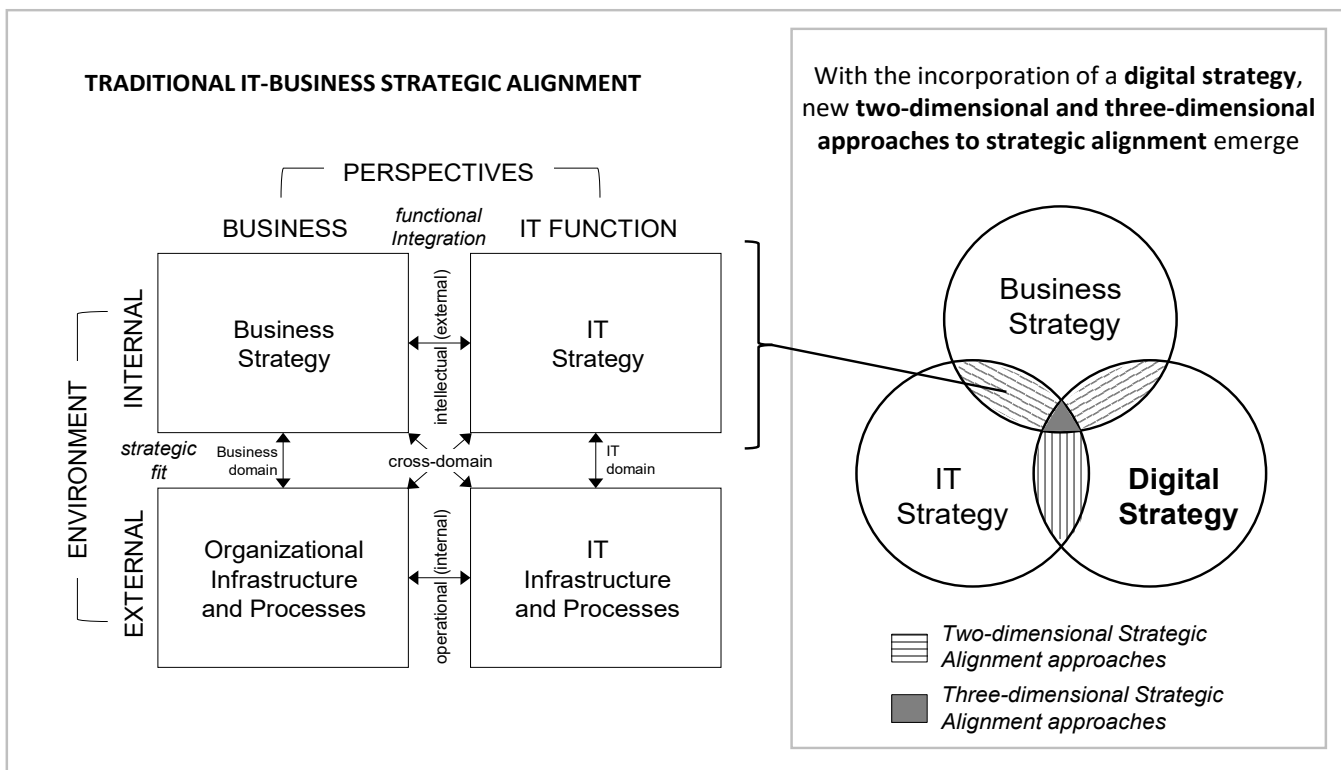 TRADITIONAL IT-BUSINESS STRATEGIC ALIGNMENT
PERSPECTIVES
BUSINESS
functional
Integration
IT FUNCTION
ENVIRONMENT
INTERNAL
Business
Strategy
intellectual (external)
IT
Strategy
strategic
fit
Business
domain
cross-domain
IT
domain
EXTERNAL
Organizational
Infrastructure
and Processes
operational (internal)
IT
Infrastructure
and Processes
With the incorporation of a digital strategy,
new two-dimensional and three-dimensional
approaches to strategic alignment emerge
Business
Strategy
IT
Strategy
Digital
Strategy
Two-dimensional Strategic
Alignment approaches
Three-dimensional Strategic
Alignment approaches